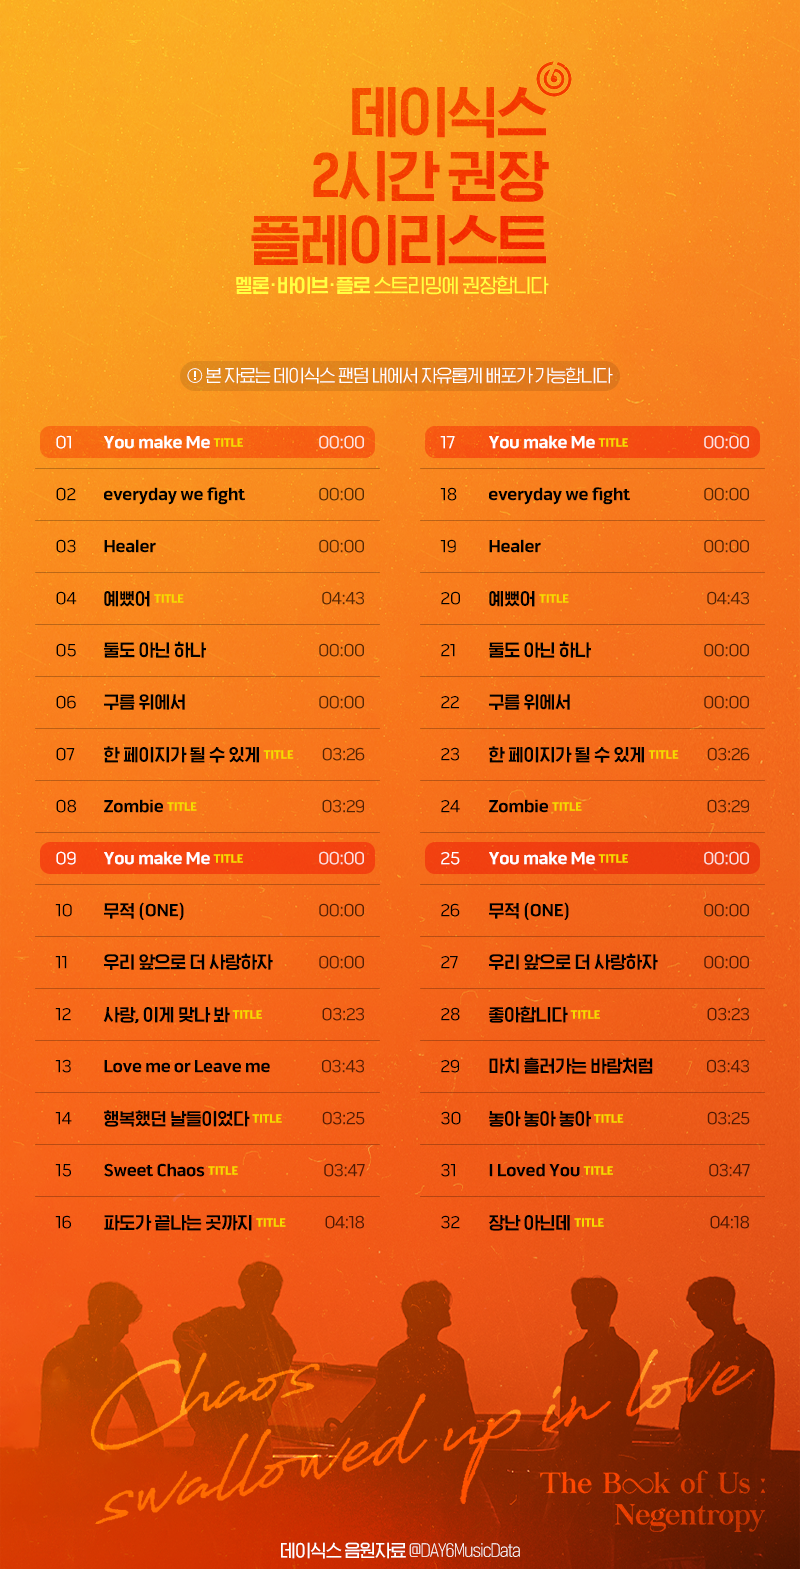 데이식스
2시간 권장
플레이리스트
멜론·바이브·플로 스트리밍에 권장합니다
! 본 자료는 데이식스 팬덤 내에서 자유롭게 배포가 가능합니다
01 You make Me TITLE 00:00
02 everyday we fight 00:00
03 Healer 00:00
04 예뻤어 TITLE 04:43
05 둘도 아닌 하나 00:00
06 구름 위에서 00:00
07 한 페이지가 될 수 있게 TITLE 03:26
08 Zombie TITLE 03:29
09 You make Me TITLE 00:00
10 무적 (ONE) 00:00
11 우리 앞으로 더 사랑하자 00:00
12 사랑, 이게 맞나 봐 TITLE 03:23
13 Love me or Leave me 03:43
14 행복했던 날들이었다 TITLE 03:25
15 Sweet Chaos TITLE 03:47
16 파도가 끝나는 곳까지 TITLE 04:18
17 You make Me TITLE 00:00
18 everyday we fight 00:00
19 Healer 00:00
20 예뻤어 TITLE 04:43
21 둘도 아닌 하나 00:00
22 구름 위에서 00:00
23 한 페이지가 될 수 있게 TITLE 03:26
24 Zombie TITLE 03:29
25 You make Me TITLE 00:00
26 무적 (ONE) 00:00
27 우리 앞으로 더 사랑하자 00:00
28 좋아합니다 TITLE 03:23
29 마치 흘러가는 바람처럼 03:43
30 놓아 놓아 놓아 TITLE 03:25
31 I Loved You TITLE 03:47
32 장난 아닌데 TITLE 04:18
Chaos
swallowed up in love
The Book of Us :
Negentropy
데이식스 음원자료 @DAY6MusicData